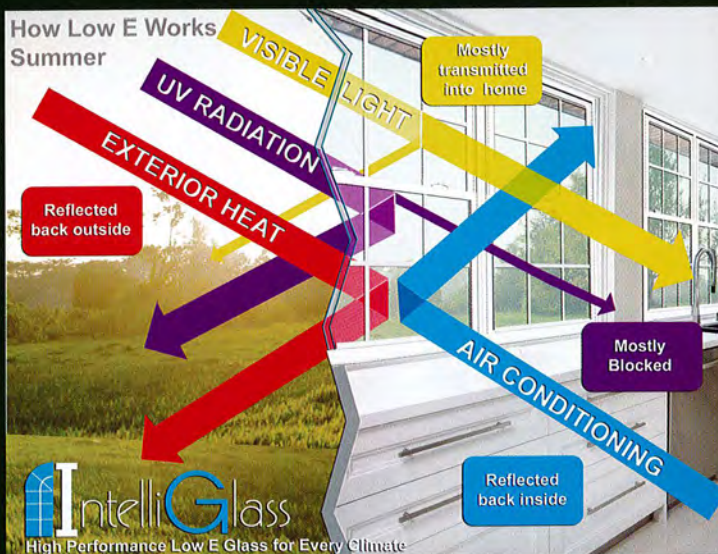 How Low E Works
Summer
VISIBLE LIGHT
UV RADIATION
EXTERIOR HEAT
Mostly
transmitted
into home
Reflected
back outside
Mostly
Blocked
AIR CONDITIONING
Reflected
back inside
IntelliGlass
High Performance Low E Glass for Every Climate